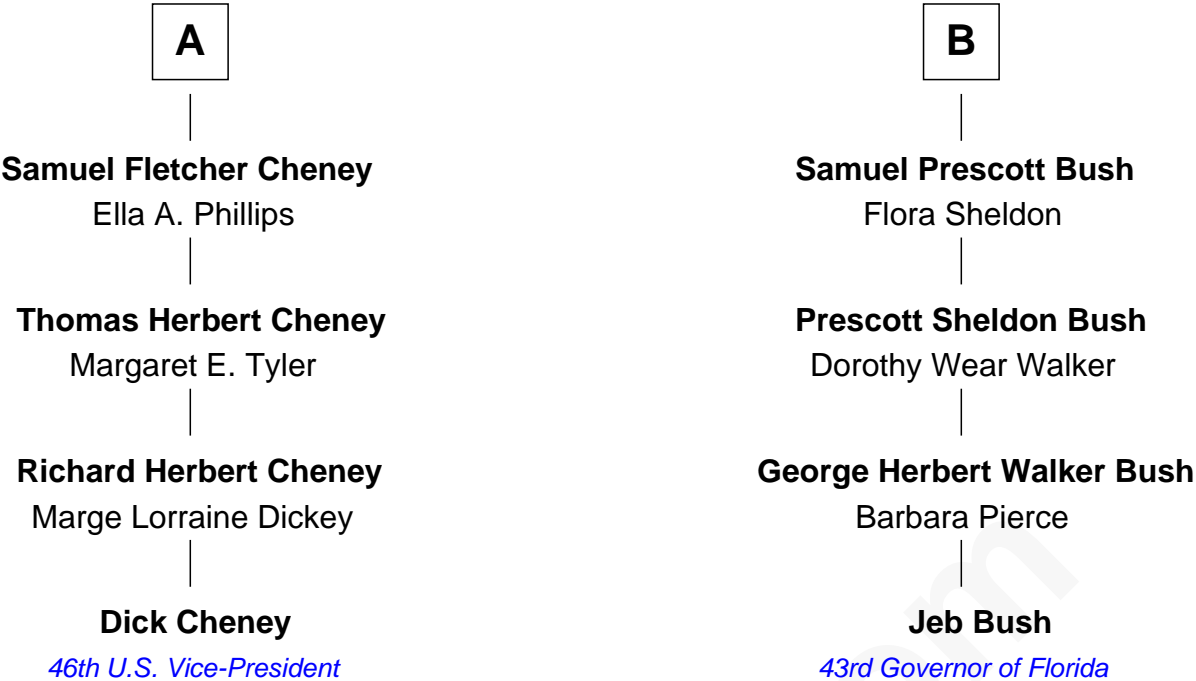 A
B
Samuel Fletcher Cheney
Ella A. Phillips
Samuel Prescott Bush
Flora Sheldon
Thomas Herbert Cheney
Margaret E. Tyler
Prescott Sheldon Bush
Dorothy Wear Walker
Richard Herbert Cheney
Marge Lorraine Dickey
George Herbert Walker Bush
Barbara Pierce
Dick Cheney
46th U.S. Vice-President
Jeb Bush
43rd Governor of Florida